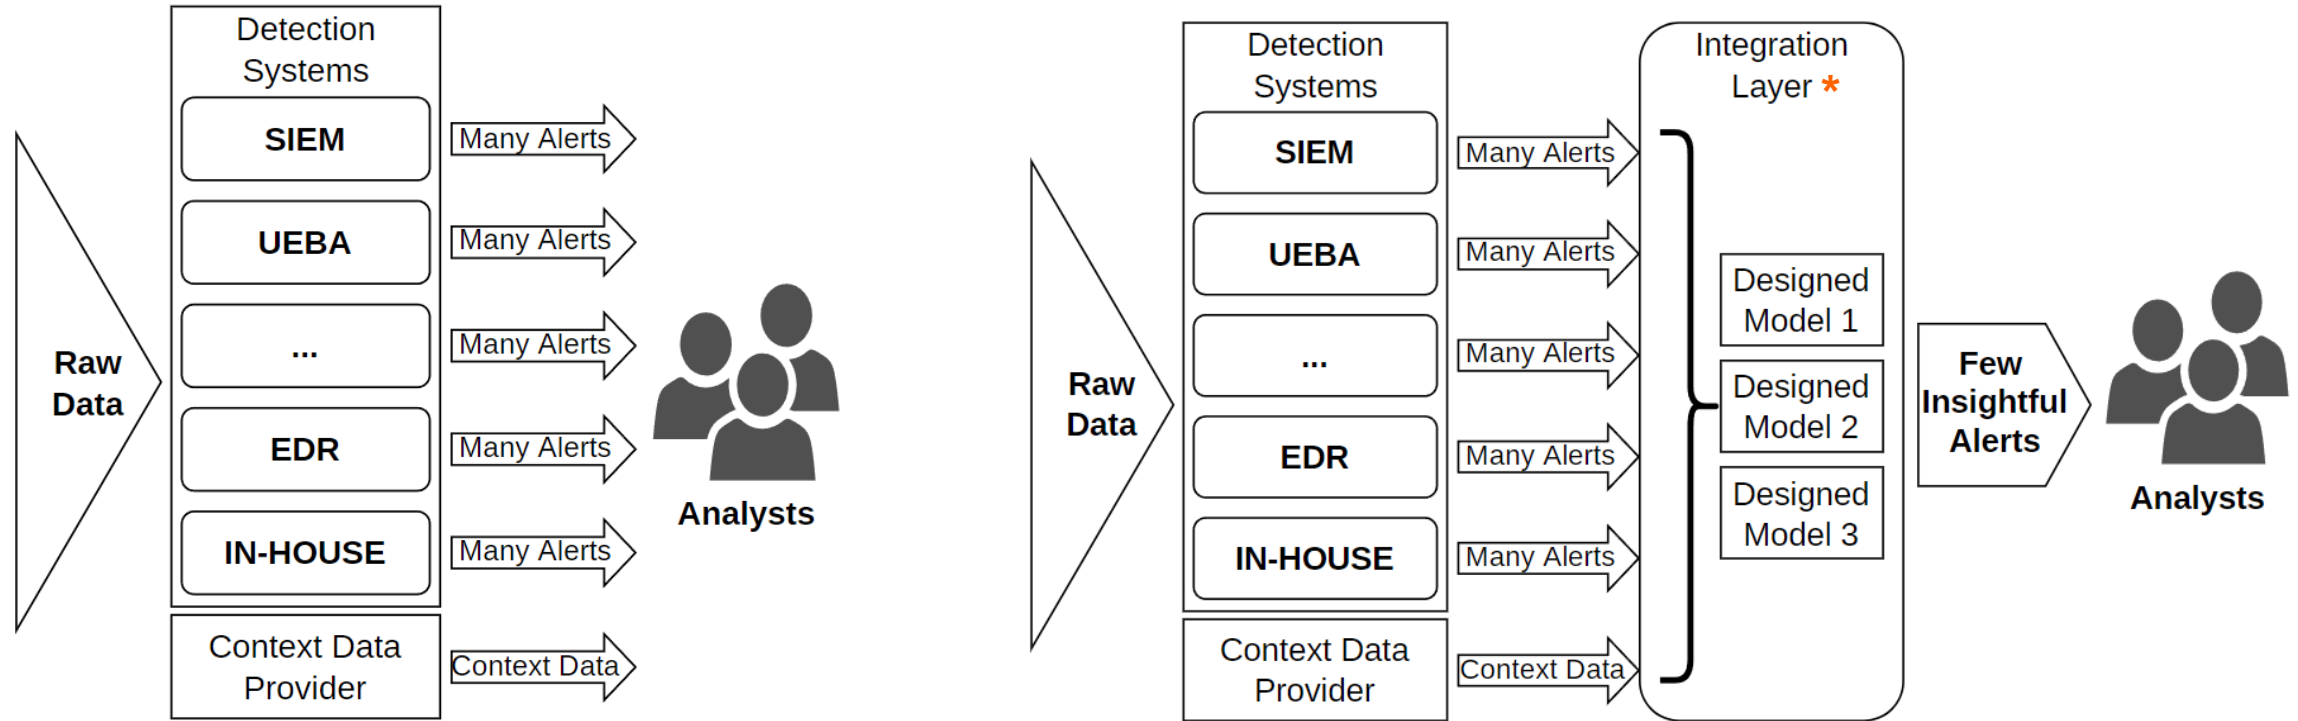 Detection
Systems
SIEM
Many Alerts
UEBA
Many Alerts
...
Many Alerts
Raw
Data
EDR
Many Alerts
IN-HOUSE
Many Alerts
Context Data
Provider
Context Data
Analysts
Detection
Systems
SIEM
Many Alerts
UEBA
Many Alerts
...
Many Alerts
Raw
Data
EDR
Many Alerts
IN-HOUSE
Many Alerts
Context Data
Provider
Context Data
Integration
Layer *
Designed
Model 1
Designed
Model 2
Designed
Model 3
Few
Insightful
Alerts
Analysts